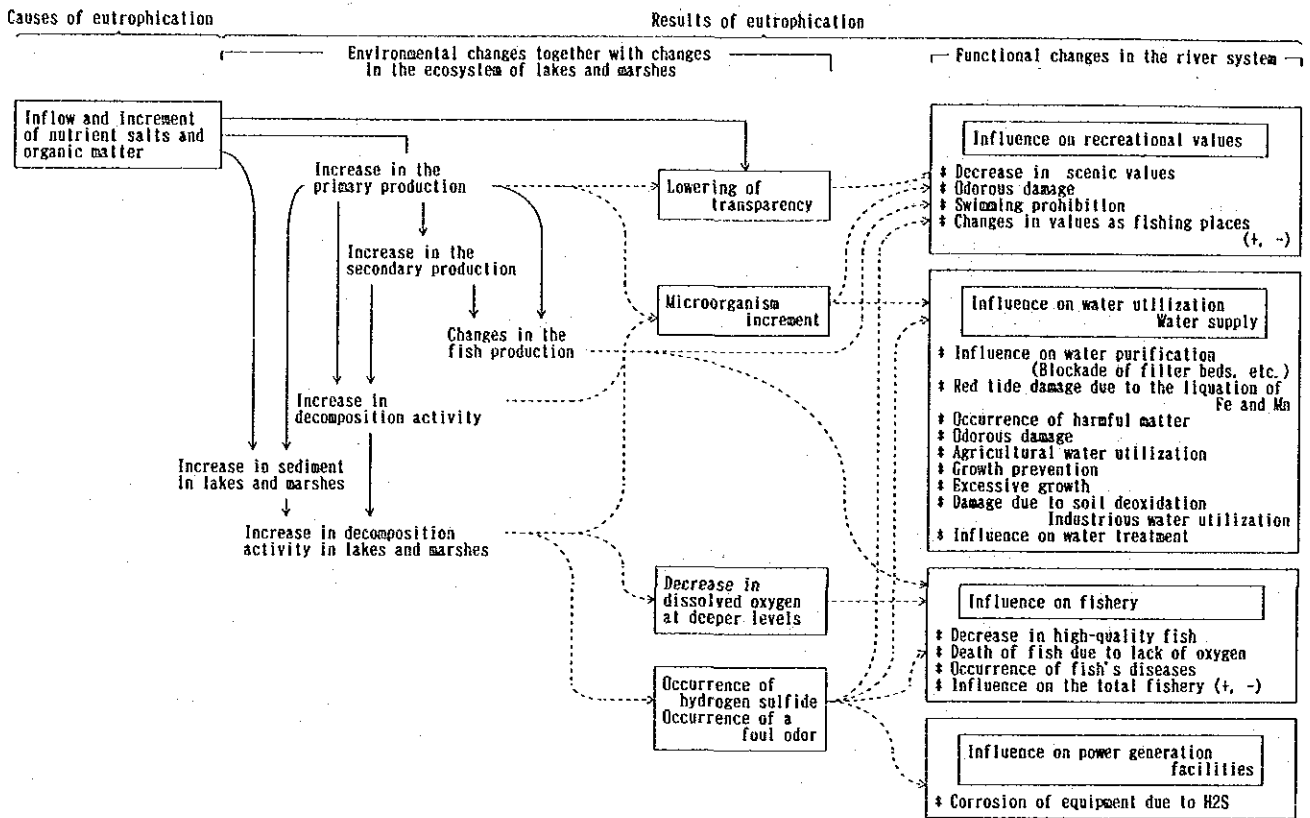 Causes of eutrophication
Results of eutrophication
Environmental changes together with changes
in the ecosystem of lakes and marshes
Functional changes in the river system
Inflow and increment
of nutrient salts and
organic matter
Increase in the
primary production
Increase in the
secondary production
Changes in the
fish production
Increase in
decomposition activity
Increase in sediment
in lakes and marshes
Increase in decomposition
activity in lakes and marshes
Lowering of
transparency
Microorganism
increment
Decrease in
dissolved oxygen
at deeper levels
Occurrence of
hydrogen sulfide
Occurrence of a
foul odor
Influence on recreational values
* Decrease in scenic values
* Odorous damage
* Swimming prohibition
* Changes in values as fishing places
(+, -)
Influence on water utilization
Water supply
* Influence on water purification
(Blockade of filter beds, etc.)
* Red tide damage due to the liquation of
Fe and Mn
* Occurrence of harmful matter
* Odorous damage
* Agricultural water utilization
* Growth prevention
* Excessive growth
* Damage due to soil deoxidation
Industrious water utilization
* Influence on water treatment
Influence on fishery
* Decrease in high-quality fish
* Death of fish due to lack of oxygen
* Occurrence of fish's diseases
* Influence on the total fishery (+, -)
Influence on power generation
facilities
* Corrosion of equipment due to H2S